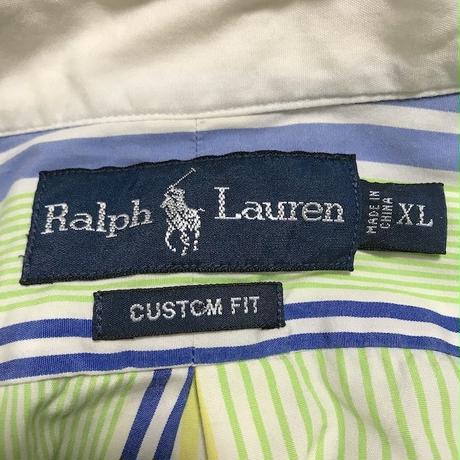 Ralph Lauren
MADE IN
CHINA
XL
CUSTOM FIT